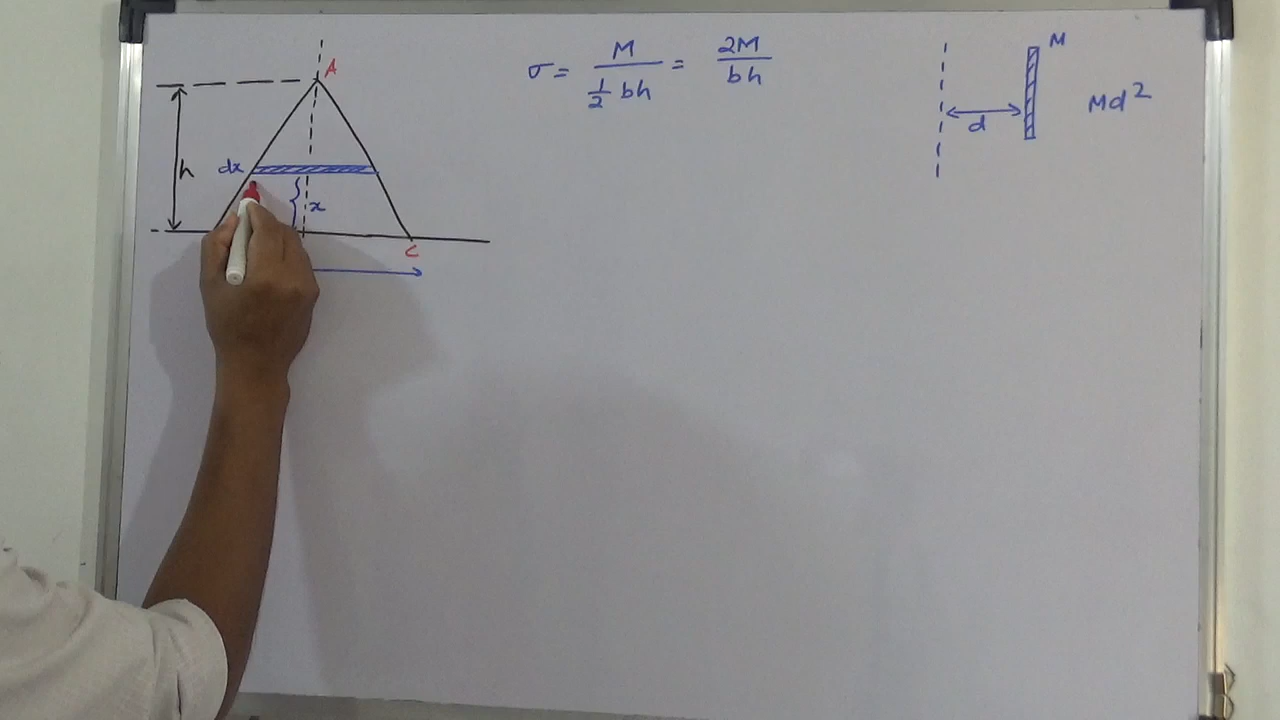 A
h
dx
x
C
σ = M / ½ bh = 2M / bh
M
d
Md²